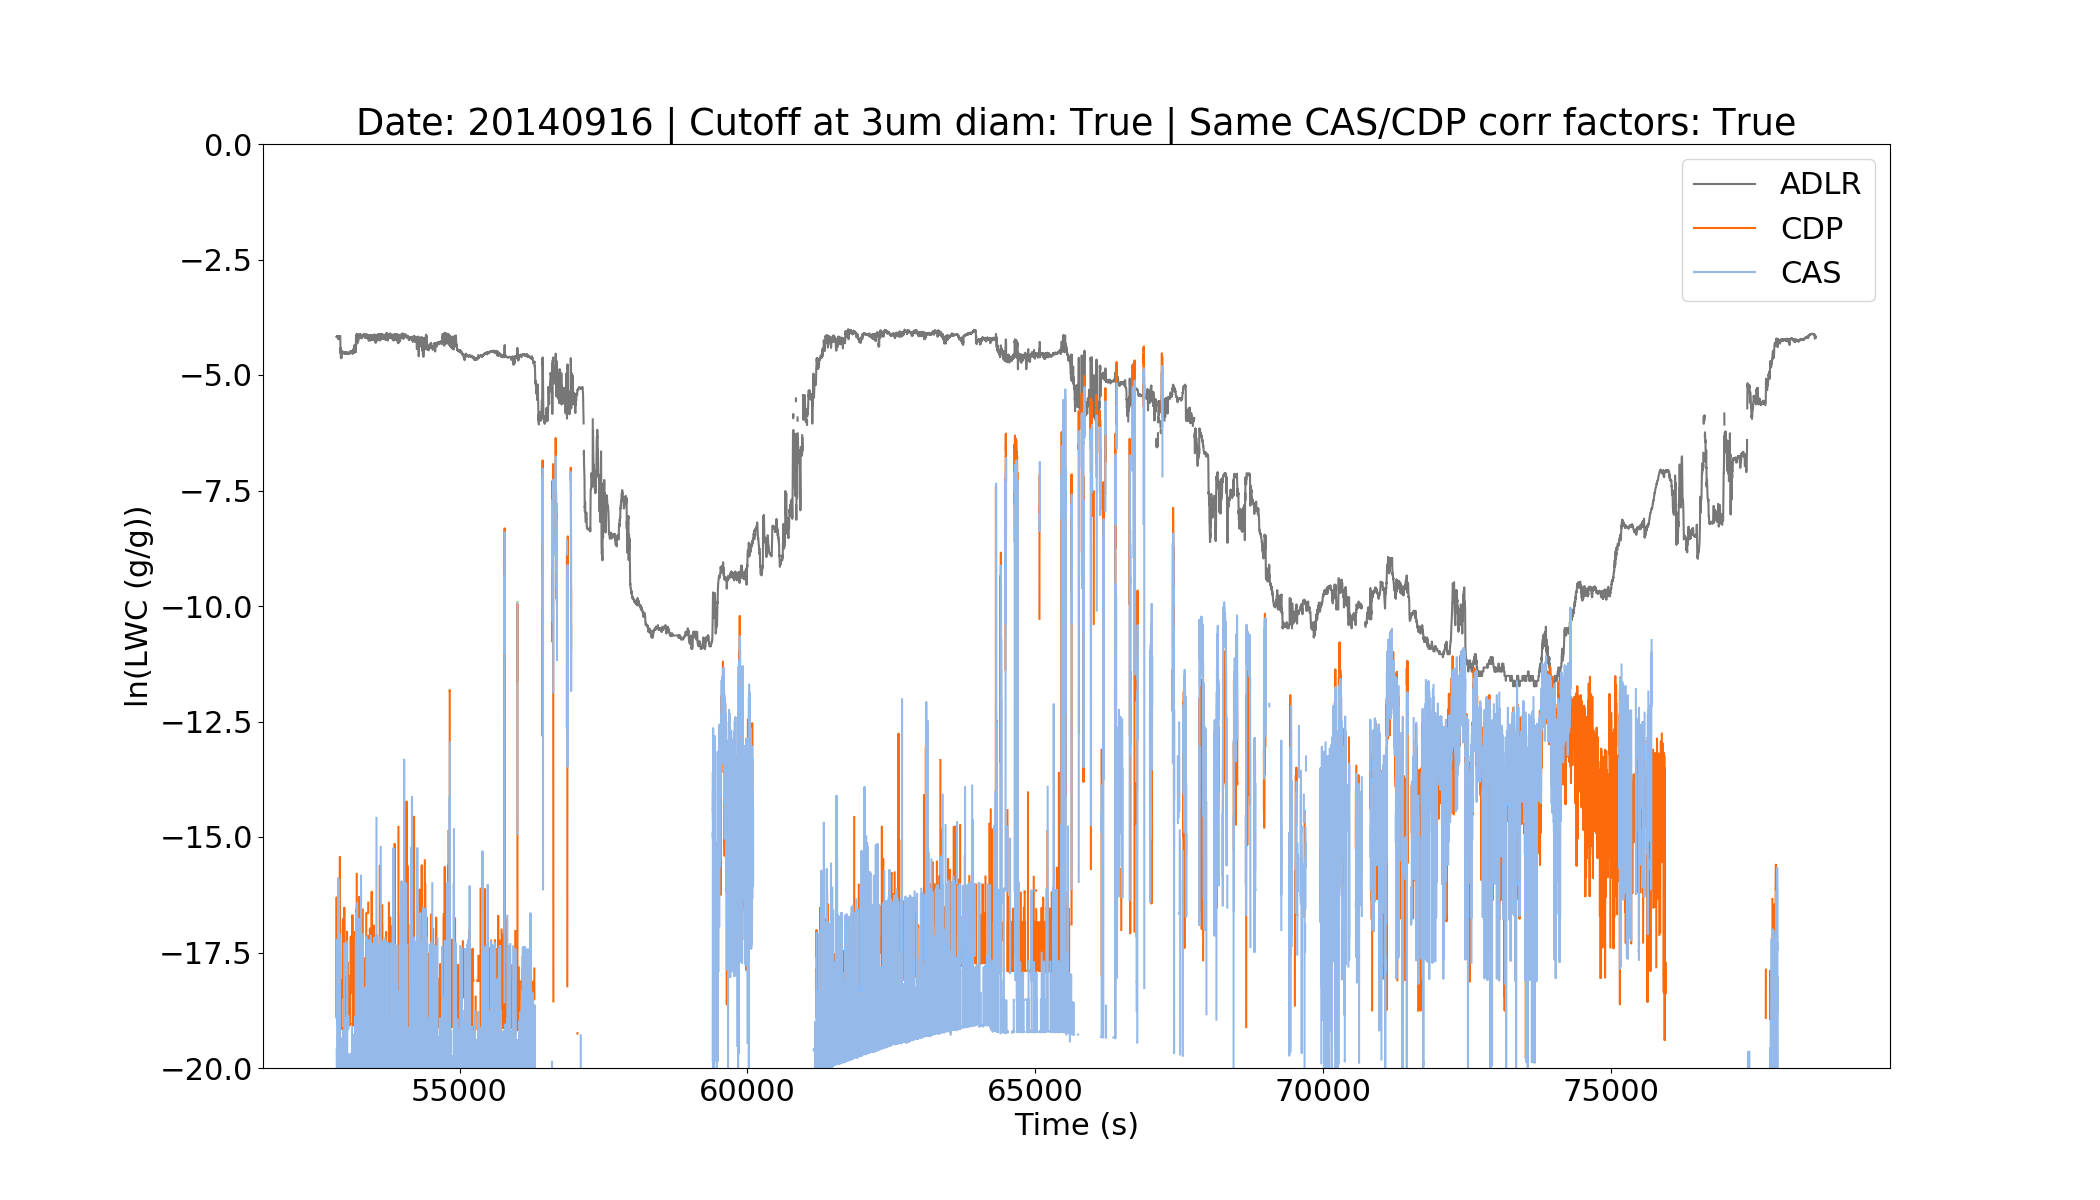 Date: 20140916 | Cutoff at 3um diam: True | Same CAS/CDP corr factors: True
0.0
−2.5
−5.0
−7.5
−10.0
−12.5
−15.0
−17.5
−20.0
ln(LWC (g/g))
ADLR
CDP
CAS
55000
60000
65000
70000
75000
Time (s)